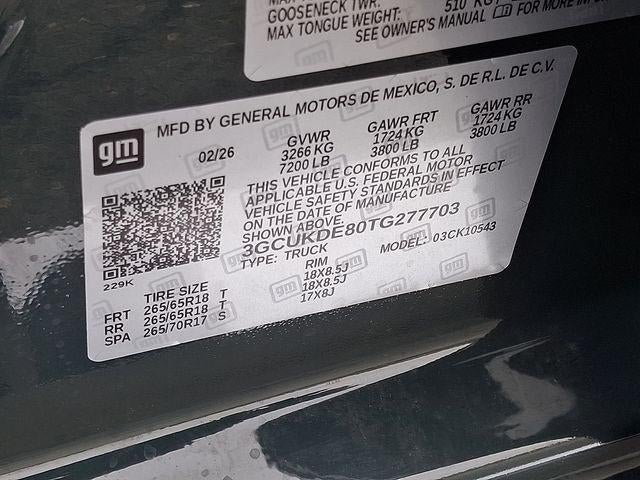 GOOSENECK TWR: 510 KG
MAX TONGUE WEIGHT:
SEE OWNER'S MANUAL FOR MORE
gm
MFD BY GENERAL MOTORS DE MEXICO, S. DE R.L. DE C.V.
02/26
GVWR GAWR FRT GAWR RR
3266 KG 1724 KG 1724 KG
7200 LB 3800 LB 3800 LB
THIS VEHICLE CONFORMS TO ALL
APPLICABLE U.S. FEDERAL MOTOR
VEHICLE SAFETY STANDARDS IN EFFECT
ON THE DATE OF MANUFACTURE
SHOWN ABOVE.
3GCUKDE80TG277703
TYPE: TRUCK MODEL: 03CK10543
229K
TIRE SIZE RIM
FRT 265/65R18 T 18X8.5J
RR 265/65R18 T 18X8.5J
SPA 265/70R17 S 17X8J